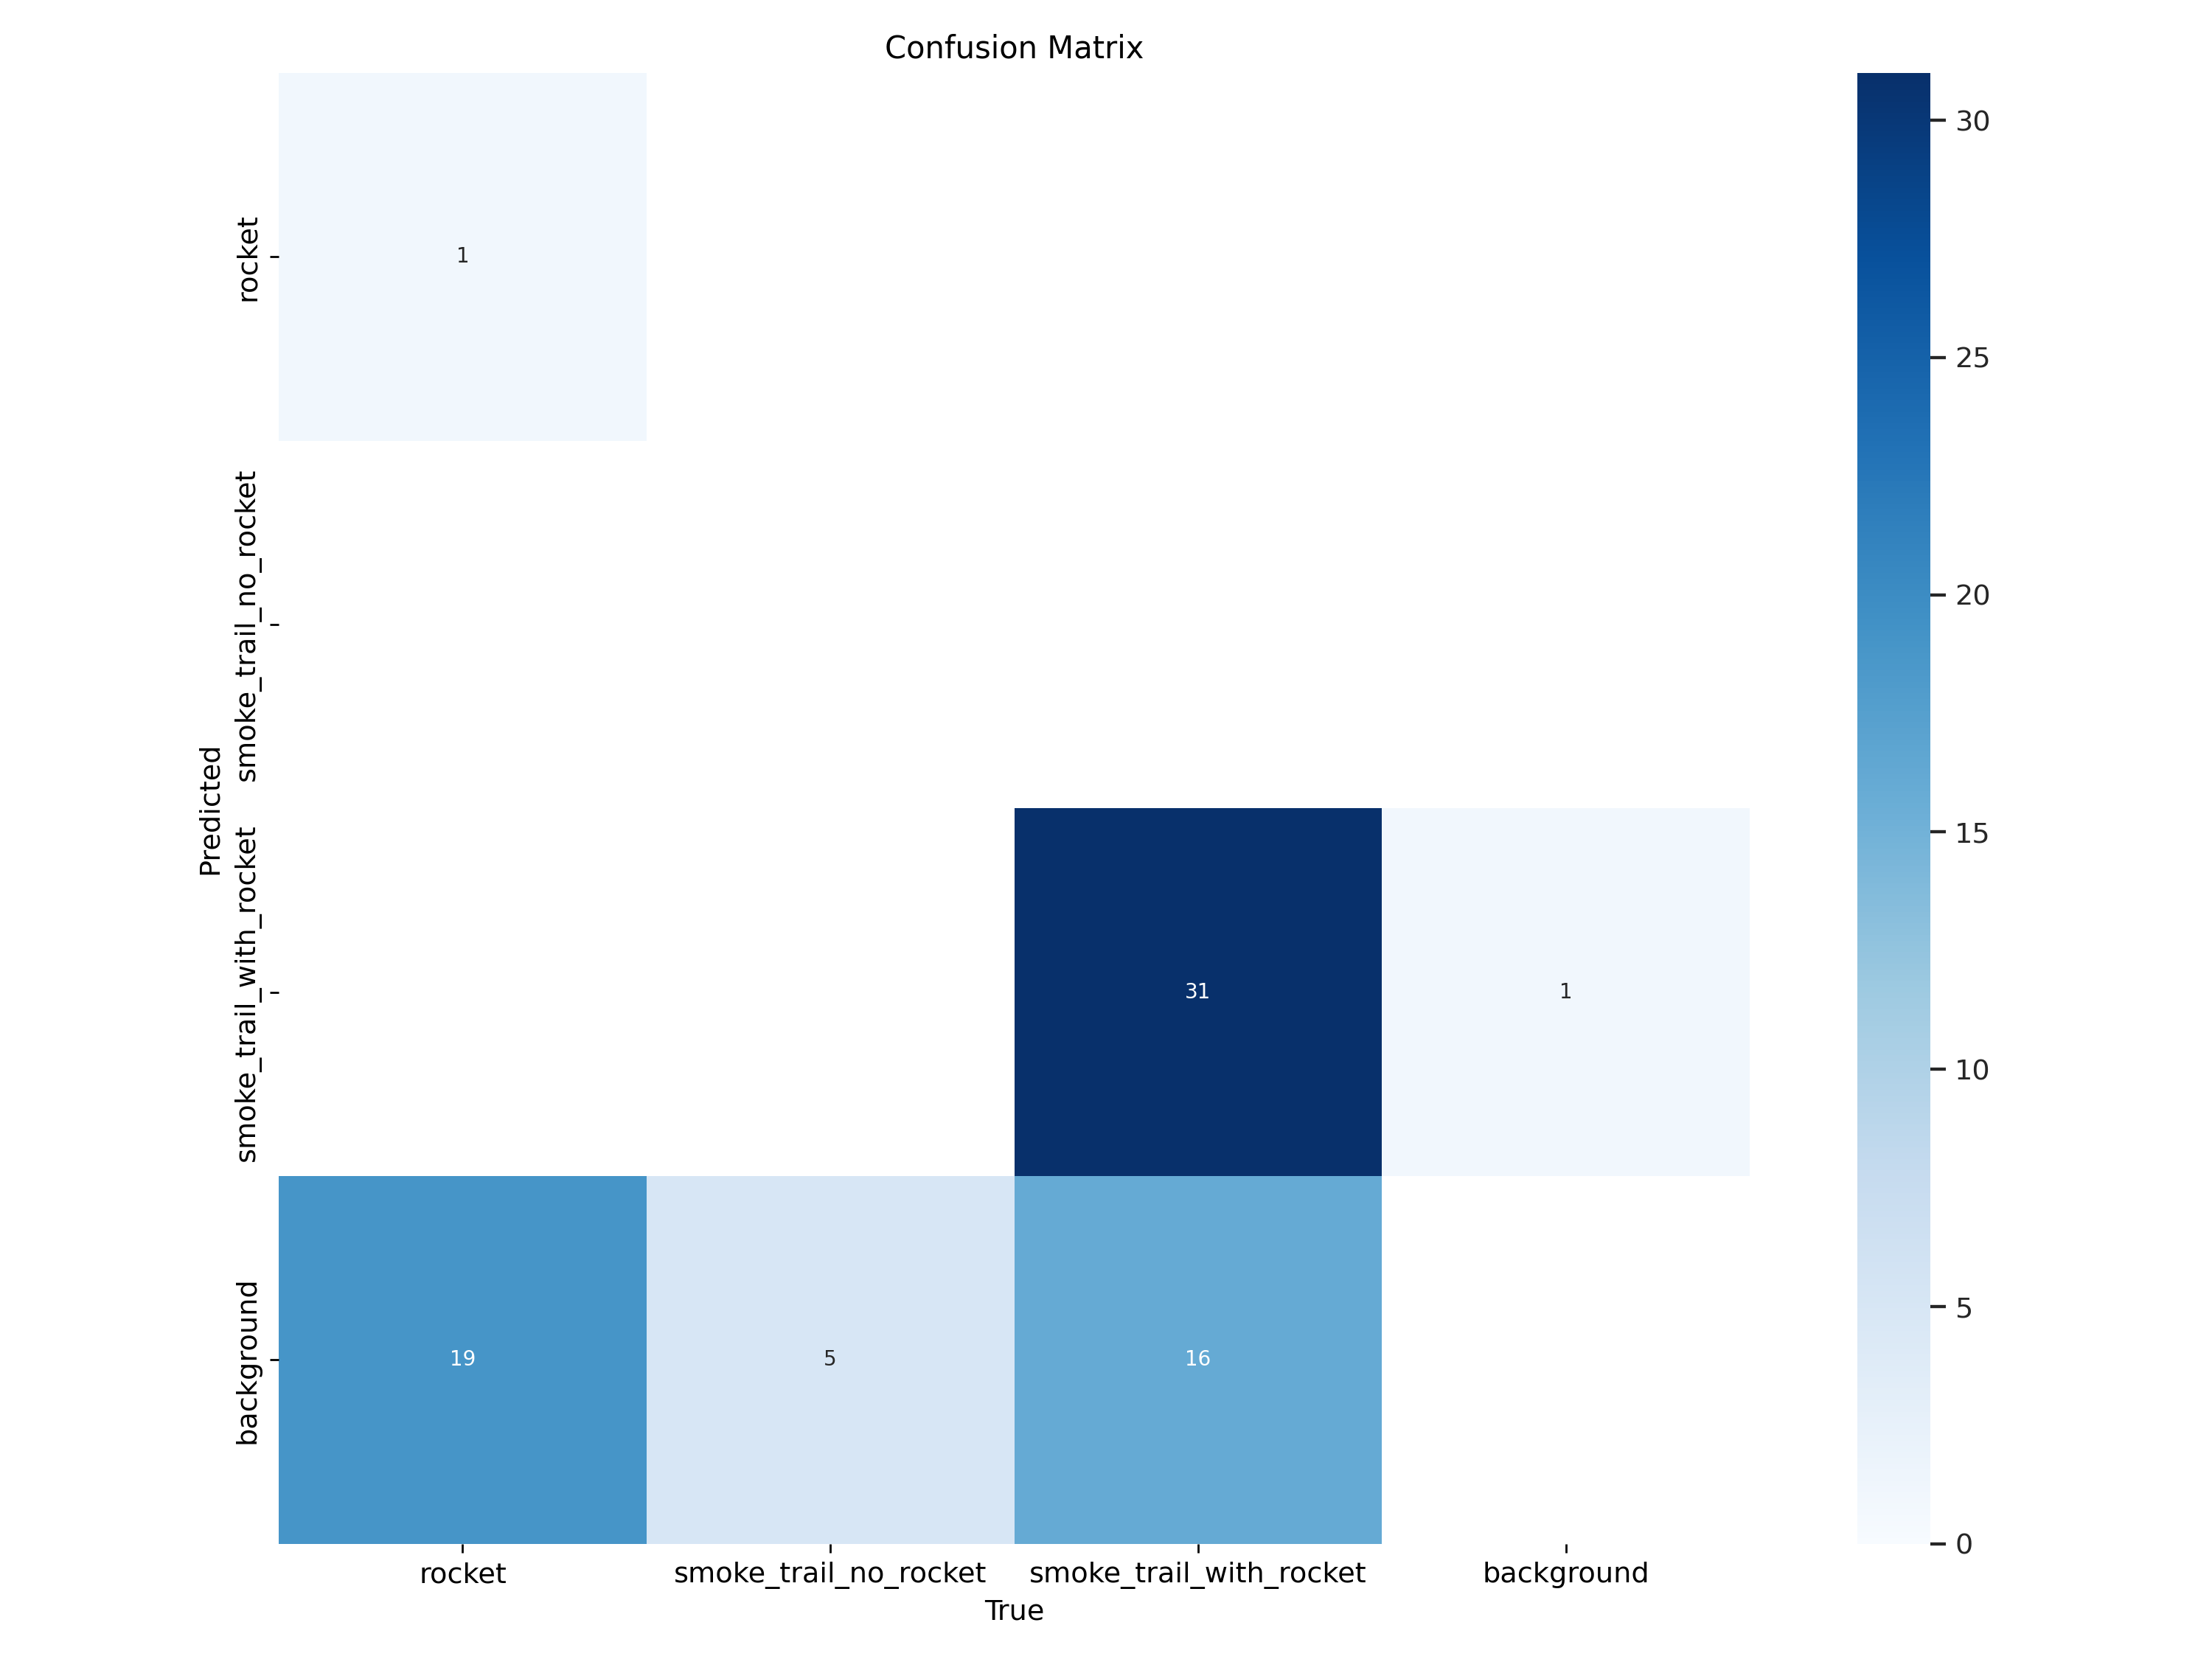 Confusion Matrix
Predicted
rocket
smoke_trail_no_rocket
smoke_trail_with_rocket
background
1
31
1
19
5
16
rocket
smoke_trail_no_rocket
smoke_trail_with_rocket
background
True
30
25
20
15
10
5
0